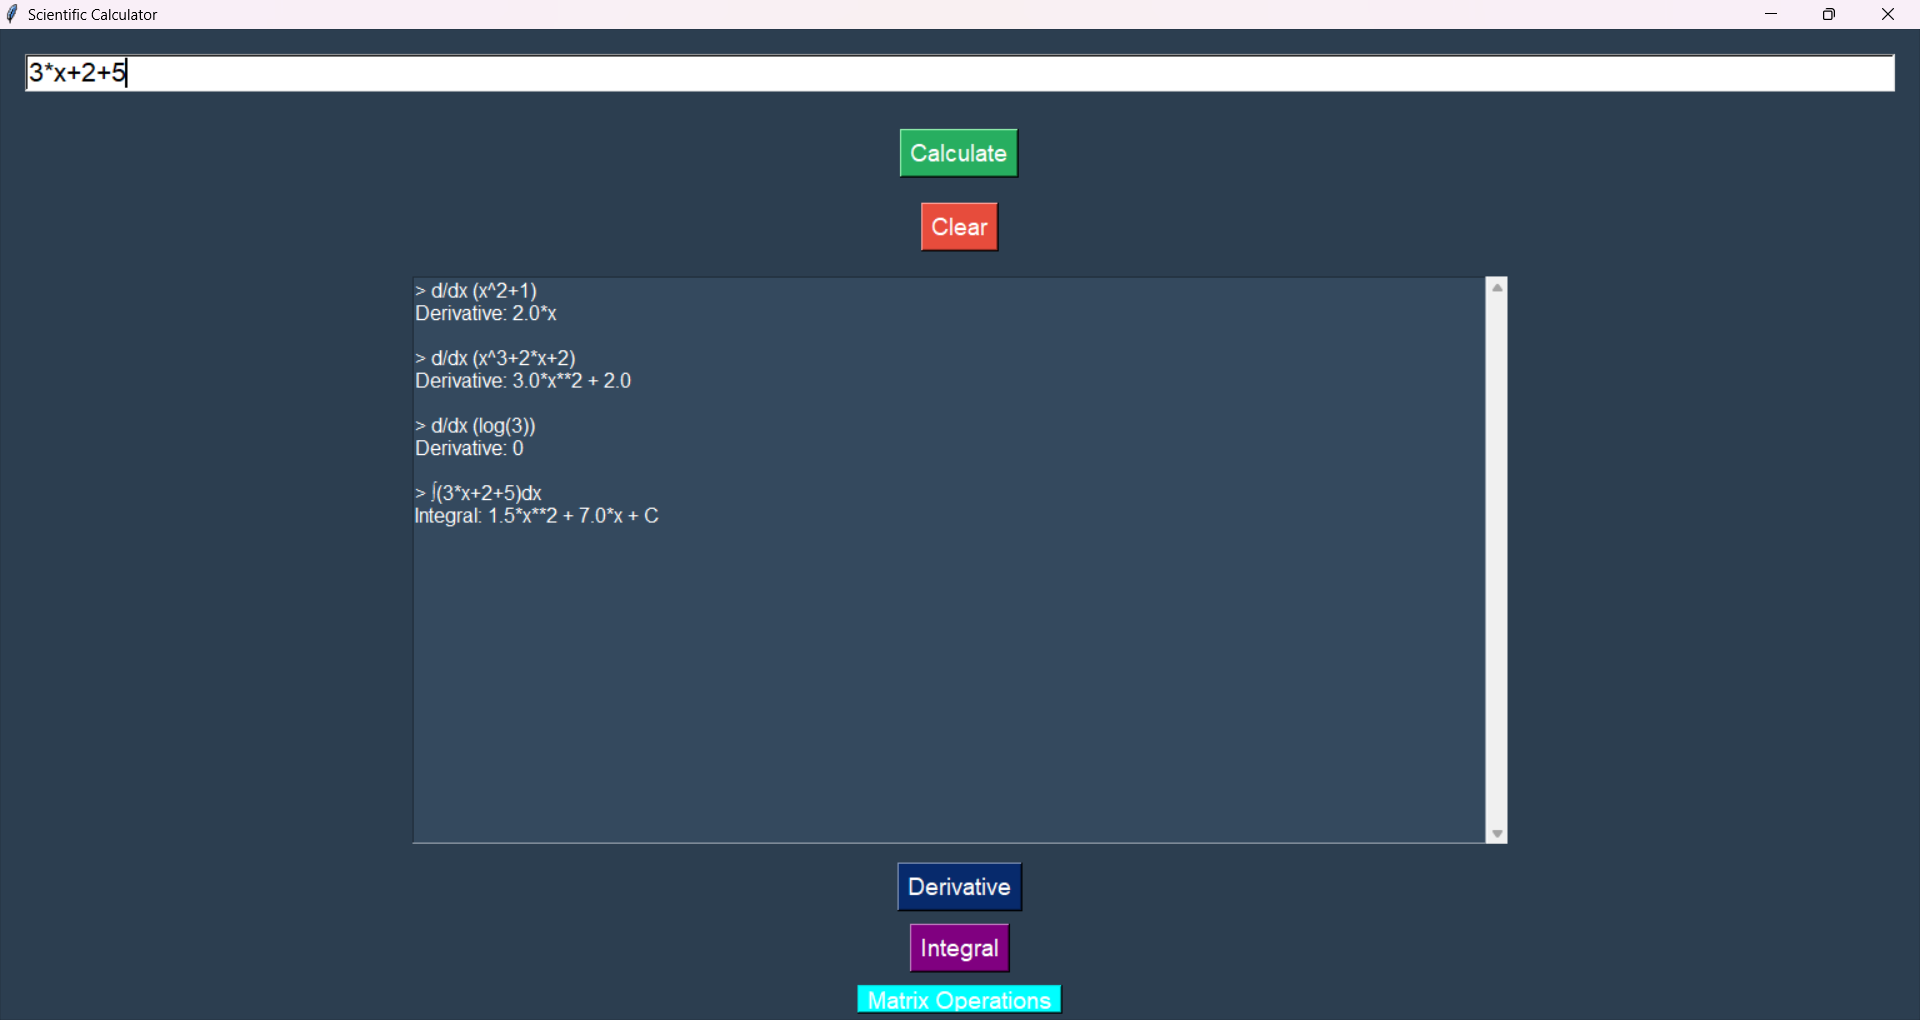 Scientific Calculator
3*x+2+5
Calculate
Clear
> d/dx (x^2+1)
Derivative: 2.0*x
> d/dx (x^3+2*x+2)
Derivative: 3.0*x**2 + 2.0
> d/dx (log(3))
Derivative: 0
> ∫(3*x+2+5)dx
Integral: 1.5*x**2 + 7.0*x + C
Derivative
Integral
Matrix Operations